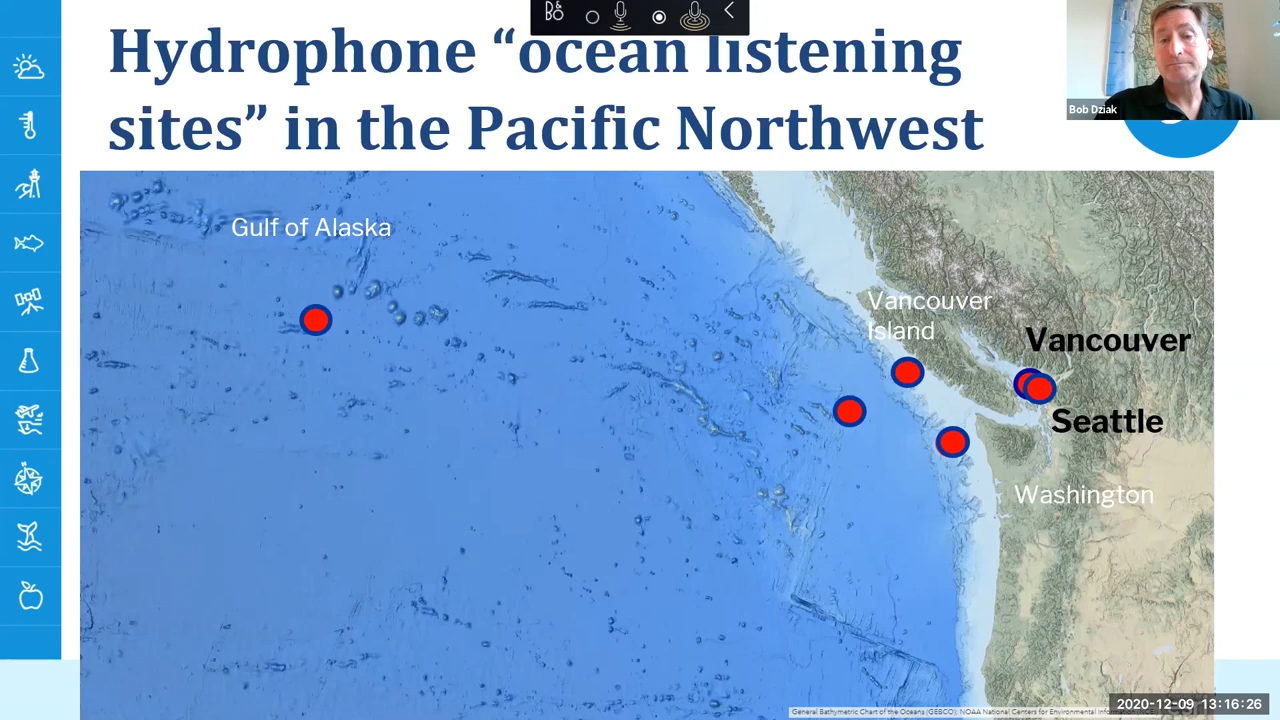 Hydrophone “ocean listening
sites” in the Pacific Northwest
Bob Dziak
Gulf of Alaska
Vancouver
Island
Vancouver
Seattle
Washington
2020-12-09 13:16:26
General Bathymetric Chart of the Oceans (GEBCO); NOAA National Centers for Environmental